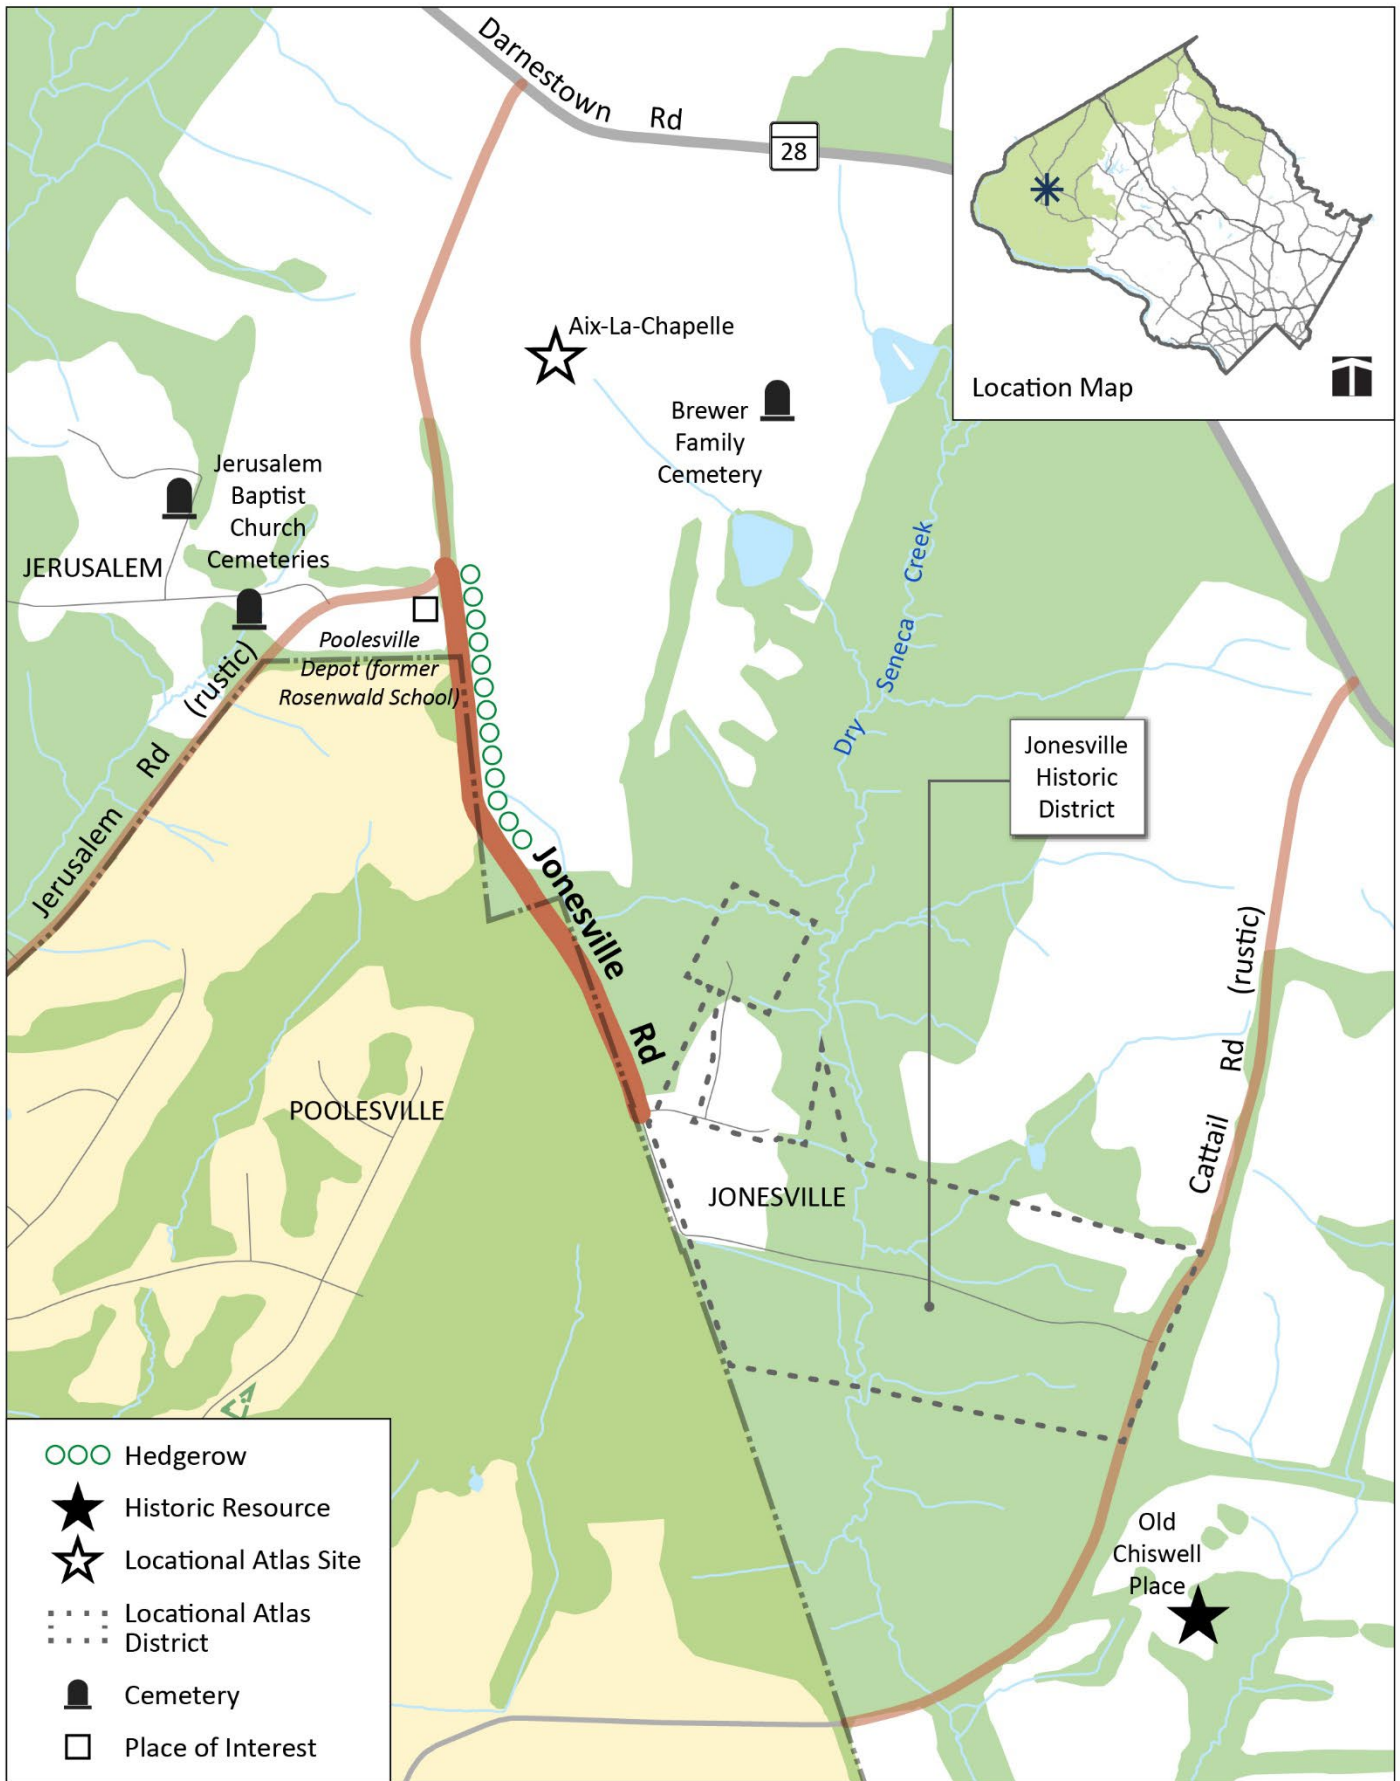 Darnestown Rd
28
Location Map
Aix-La-Chapelle
Brewer
Family
Cemetery
Jerusalem
Baptist
Church
Cemeteries
JERUSALEM
Poolesville
Depot (former
Rosenwald School)
Jerusalem Rd (rustic)
Dry Seneca Creek
Jonesville
Historic
District
Jonesville Rd
Cattail Rd (rustic)
POOLESVILLE
JONESVILLE
Old
Chiswell
Place
Hedgerow
Historic Resource
Locational Atlas Site
Locational Atlas
District
Cemetery
Place of Interest